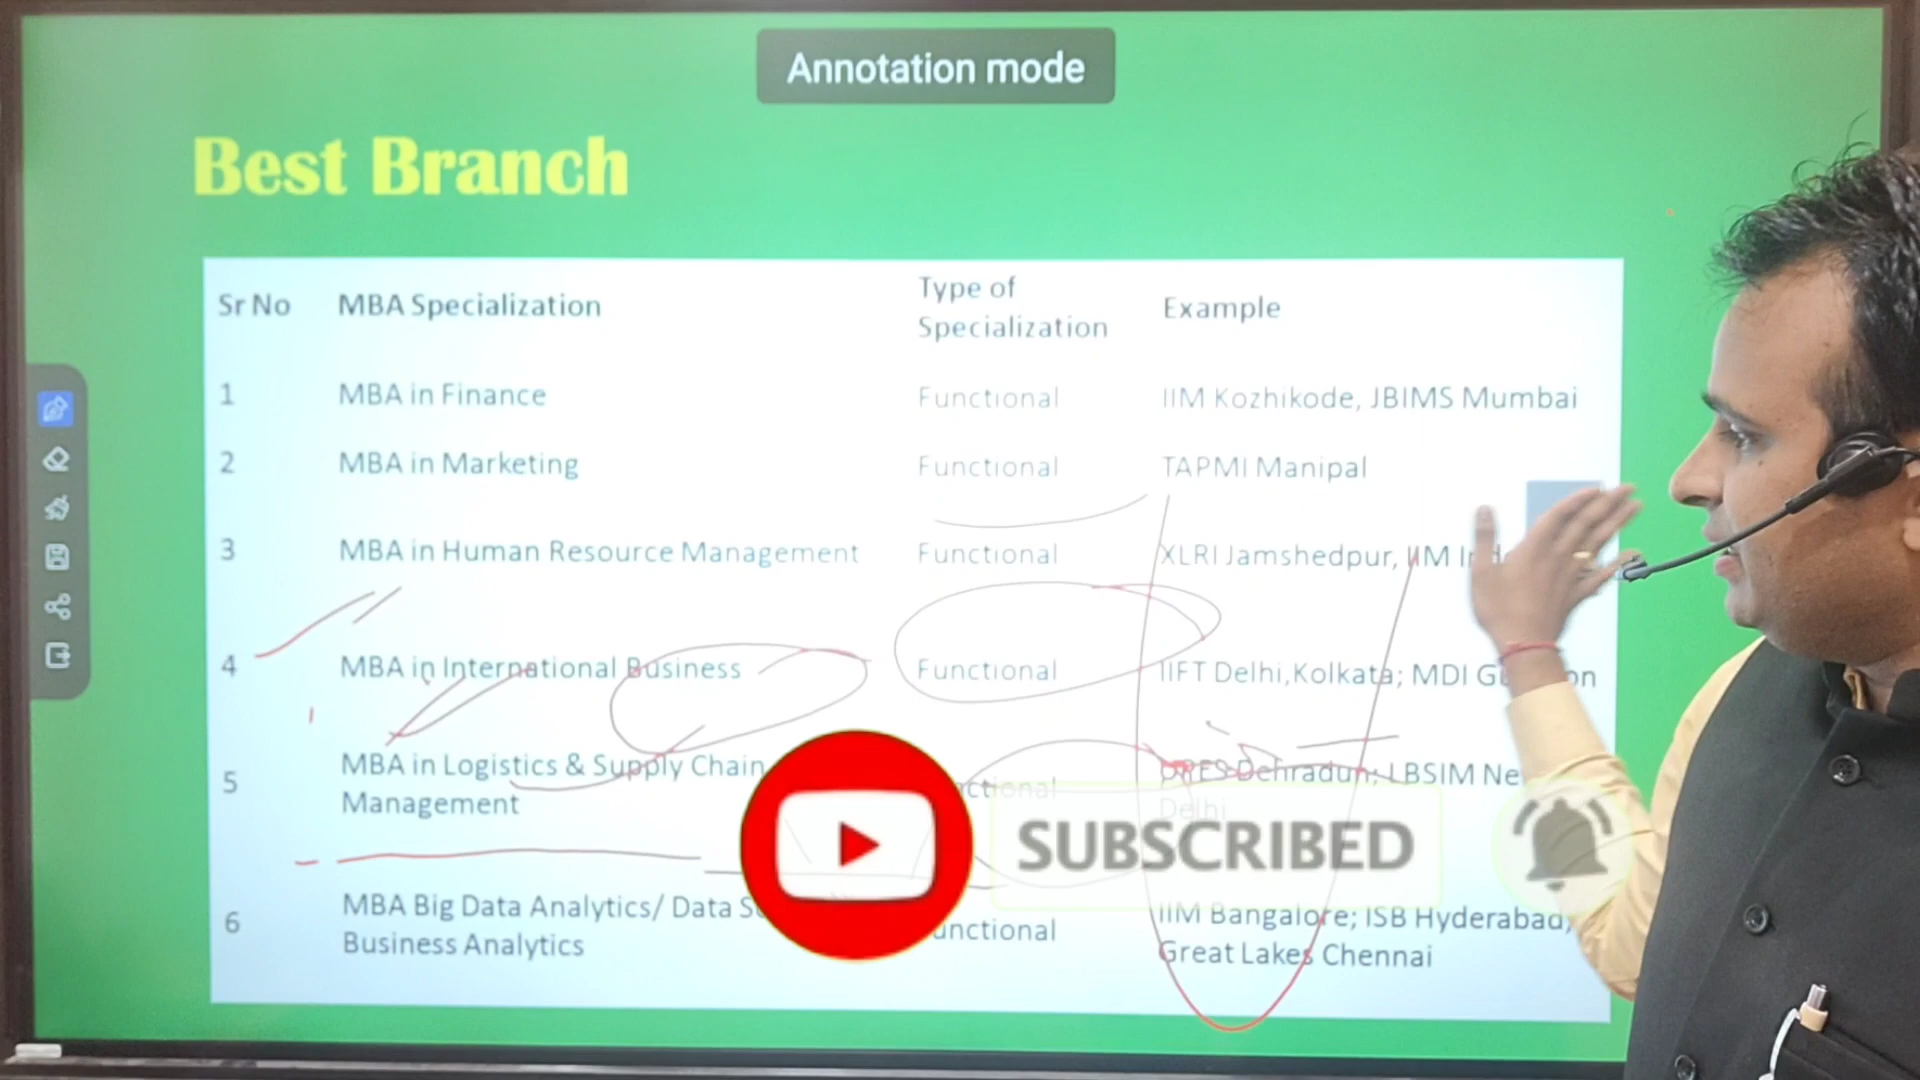 Annotation mode
Best Branch
Sr No MBA Specialization Type of Specialization Example
1 MBA in Finance Functional IIM Kozhikode, JBIMS Mumbai
2 MBA in Marketing Functional TAPMI Manipal
3 MBA in Human Resource Management Functional XLRI Jamshedpur, IIM
4 MBA in International Business Functional IIFT Delhi,Kolkata; MDI
5 MBA in Logistics & Supply Chain Dehradun; LBSIM
Management Delhi
SUBSCRIBED
6 MBA Big Data Analytics/ Data IIM Bangalore; ISB Hyderabad,
Business Analytics Great Lakes Chennai